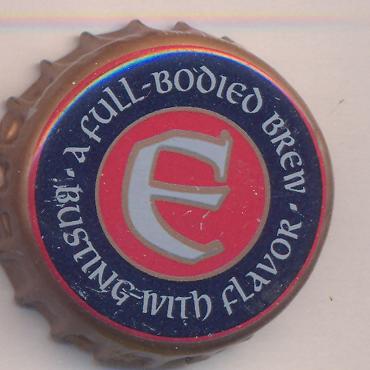 · A FULL-BODIED BREW ·
BUSTING WITH FLAVOR
E